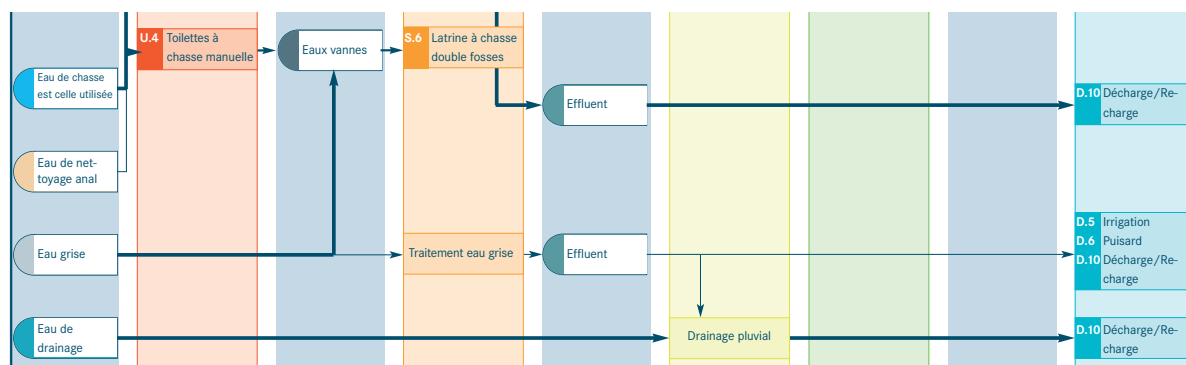 U.4 Toilettes à
chasse manuelle
Eaux vannes
S.6 Latrine à chasse
double fosses
Eau de chasse
est celle utilisée
Effluent
D.10 Décharge/Re-
charge
Eau de net-
toyage anal
Eau grise
Traitement eau grise
Effluent
D.5 Irrigation
D.6 Puisard
D.10 Décharge/Re-
charge
Eau de
drainage
Drainage pluvial
D.10 Décharge/Re-
charge